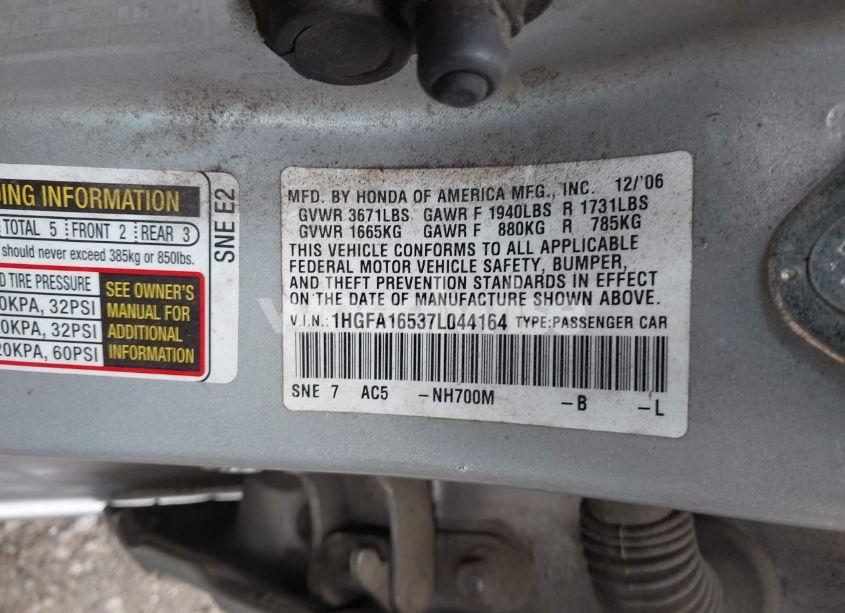 DING INFORMATION
TOTAL 5 FRONT 2 REAR 3
should never exceed 385kg or 850lbs.
TIRE PRESSURE
0KPA, 32PSI
0KPA, 32PSI
20KPA, 60PSI
SEE OWNER'S
MANUAL FOR
ADDITIONAL
INFORMATION
SNE E2
MFD. BY HONDA OF AMERICA MFG., INC. 12/'06
GVWR 3671LBS GAWR F 1940LBS R 1731LBS
GVWR 1665KG GAWR F 880KG R 785KG
THIS VEHICLE CONFORMS TO ALL APPLICABLE
FEDERAL MOTOR VEHICLE SAFETY, BUMPER,
AND THEFT PREVENTION STANDARDS IN EFFECT
ON THE DATE OF MANUFACTURE SHOWN ABOVE.
V.I.N.: 1HGFA16537L044164 TYPE:PASSENGER CAR
SNE 7 AC5 -NH700M -B -L